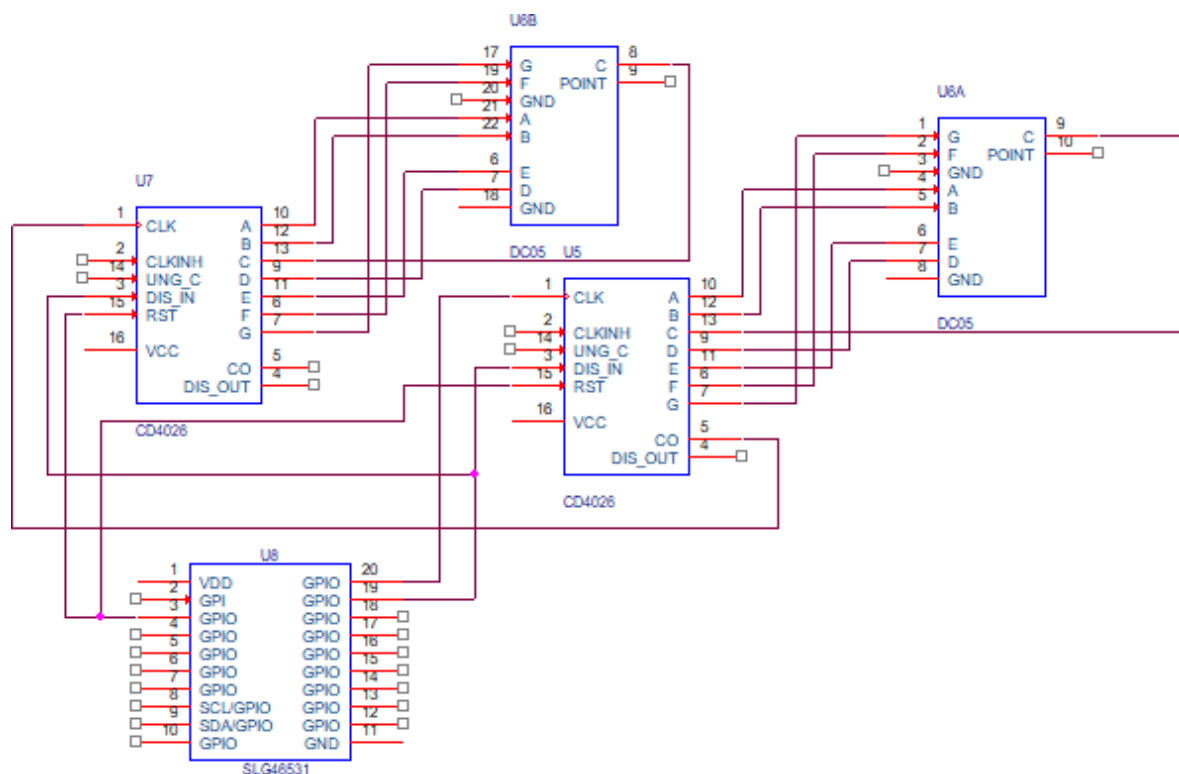 U6B
17 G C 8
19 F POINT 9
20 GND
21 A
22 B
6 E
7 D
18 GND
DC05
U6A
1 G C 9
2 F POINT 10
3 GND
4 A
5 B
6 E
7 D
8 GND
DC05
U7
1 CLK A 10
B 12
2 CLKINH C 13
14 UNG_C D 9
3 DIS_IN E 11
15 RST F 6
G 7
16 VCC
CO 5
DIS_OUT 4
CD4026
U5
1 CLK A 10
B 12
2 CLKINH C 13
14 UNG_C D 9
3 DIS_IN E 11
15 RST F 6
G 7
16 VCC
CO 5
DIS_OUT 4
CD4026
U8
1 VDD GPIO 20
2 GPI GPIO 19
3 GPIO GPIO 18
4 GPIO GPIO 17
5 GPIO GPIO 16
6 GPIO GPIO 15
7 GPIO GPIO 14
8 SCL/GPIO GPIO 13
9 SDA/GPIO GPIO 12
10 GPIO GND 11
SLG46531